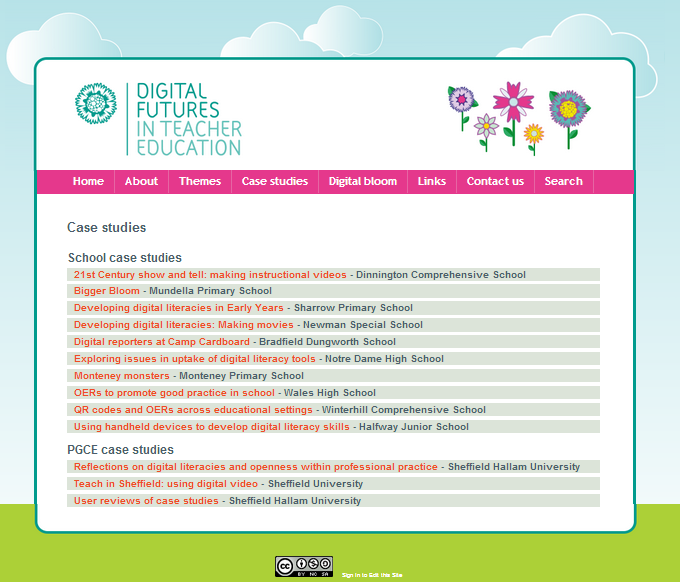 DIGITAL
FUTURES
IN TEACHER
EDUCATION
Home About Themes Case studies Digital bloom Links Contact us Search
Case studies
School case studies
21st Century show and tell: making instructional videos - Dinnington Comprehensive School
Bigger Bloom - Mundella Primary School
Developing digital literacies in Early Years - Sharrow Primary School
Developing digital literacies: Making movies - Newman Special School
Digital reporters at Camp Cardboard - Bradfield Dungworth School
Exploring issues in uptake of digital literacy tools - Notre Dame High School
Monteney monsters - Monteney Primary School
OERs to promote good practice in school - Wales High School
QR codes and OERs across educational settings - Winterhill Comprehensive School
Using handheld devices to develop digital literacy skills - Halfway Junior School
PGCE case studies
Reflections on digital literacies and openness within professional practice - Sheffield Hallam University
Teach in Sheffield: using digital video - Sheffield University
User reviews of case studies - Sheffield Hallam University
cc BY NC SA Sign in to Edit this Site